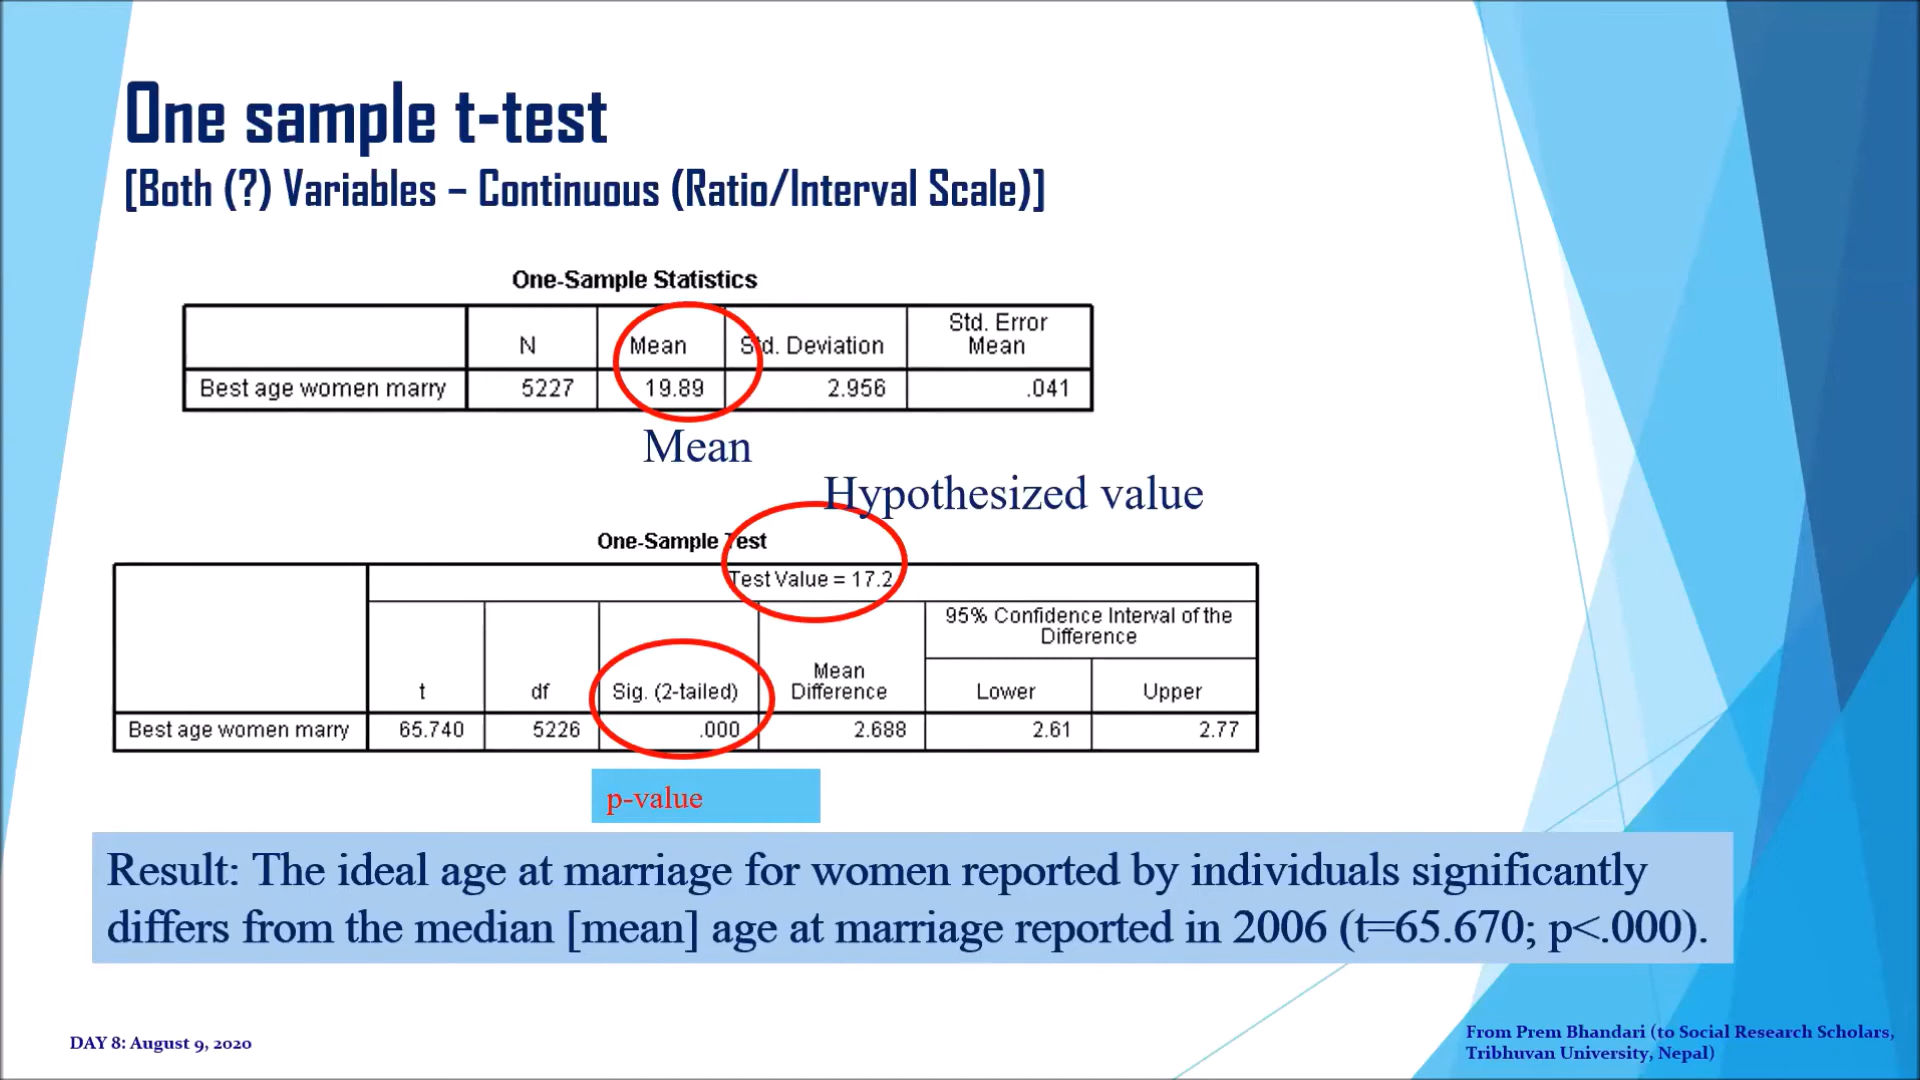 One sample t-test
[Both (?) Variables – Continuous (Ratio/Interval Scale)]
One-Sample Statistics
N Mean Std. Deviation Std. Error Mean
Best age women marry 5227 19.89 2.956 .041
Mean
Hypothesized value
One-Sample Test
Test Value = 17.2
95% Confidence Interval of the Difference
t df Sig. (2-tailed) Mean Difference Lower Upper
Best age women marry 65.740 5226 .000 2.688 2.61 2.77
p-value
Result: The ideal age at marriage for women reported by individuals significantly
differs from the median [mean] age at marriage reported in 2006 (t=65.670; p<.000).
DAY 8: August 9, 2020
From Prem Bhandari (to Social Research Scholars,
Tribhuvan University, Nepal)